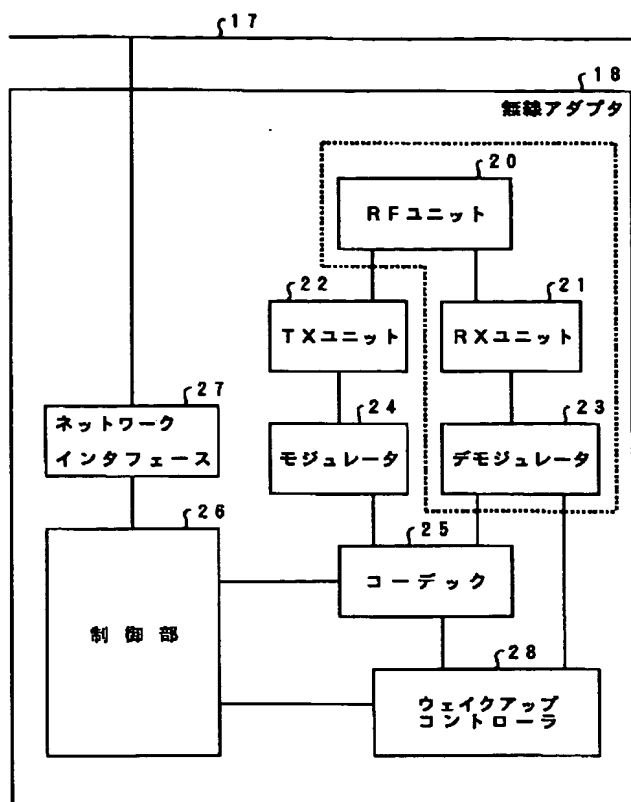 17
18
無線アダプタ
20
RFユニット
22
21
TXユニット
RXユニット
27
24
23
ネットワーク
インタフェース
モジュレータ
デモジュレータ
26
25
コーデック
制御部
28
ウェイクアップ
コントローラ